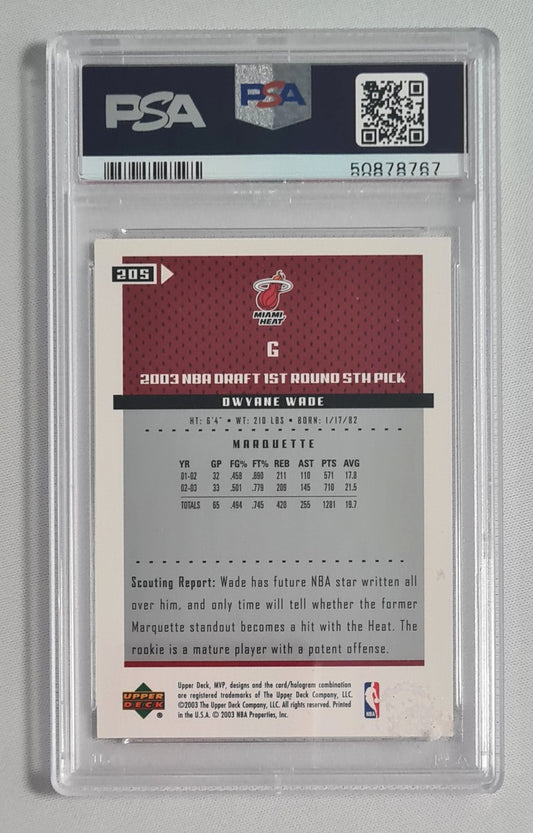 PSA
PSA
50878767
205
MIAMI
HEAT
G
2003 NBA DRAFT 1ST ROUND 5TH PICK
DWYANE WADE
HT: 6'4" • WT: 210 LBS • BORN: 1/17/82
MARQUETTE
YR GP FG% FT% REB AST PTS AVG
01-02 32 .458 .690 211 110 571 17.8
02-03 33 .501 .779 209 145 710 21.5
TOTALS 65 .494 .745 420 255 1281 19.7
Scouting Report: Wade has future NBA star written all
over him, and only time will tell whether the former
Marquette standout becomes a hit with the Heat. The
rookie is a mature player with a potent offense.
UPPER
DECK
®
Upper Deck, MVP, designs and the card/hologram combination
are registered trademarks of The Upper Deck Company, LLC.
©2003 The Upper Deck Company, LLC. All rights reserved. Printed
in the U.S.A. © 2003 NBA Properties, Inc.
NBA